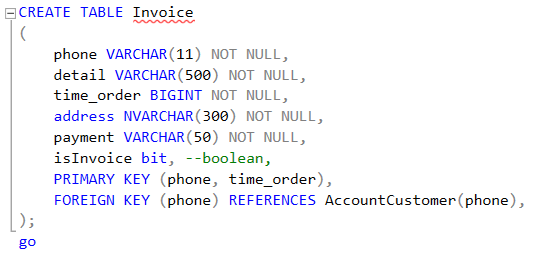 CREATE TABLE Invoice
(
phone VARCHAR(11) NOT NULL,
detail VARCHAR(500) NOT NULL,
time_order BIGINT NOT NULL,
address NVARCHAR(300) NOT NULL,
payment VARCHAR(50) NOT NULL,
isInvoice bit, --boolean,
PRIMARY KEY (phone, time_order),
FOREIGN KEY (phone) REFERENCES AccountCustomer(phone),
);
go